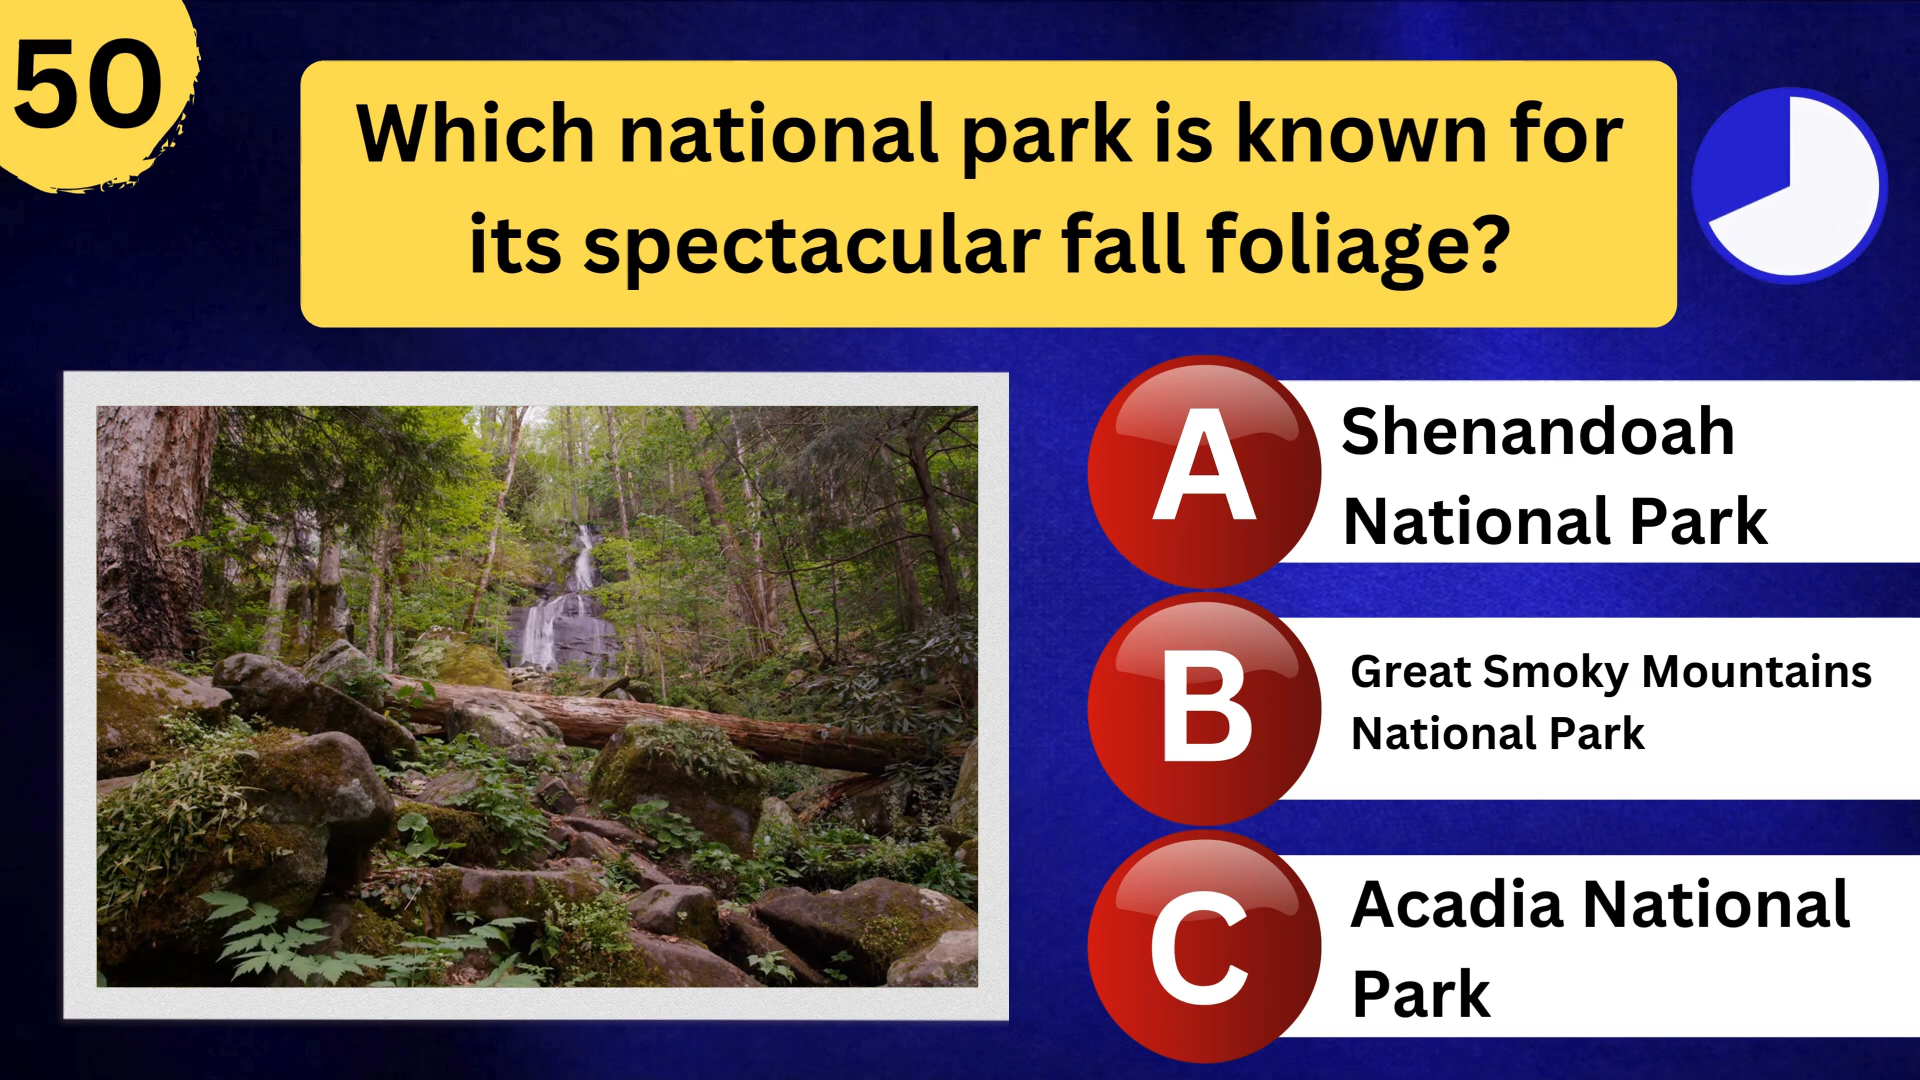 50
Which national park is known for
its spectacular fall foliage?
A
Shenandoah
National Park
B
Great Smoky Mountains
National Park
C
Acadia National
Park